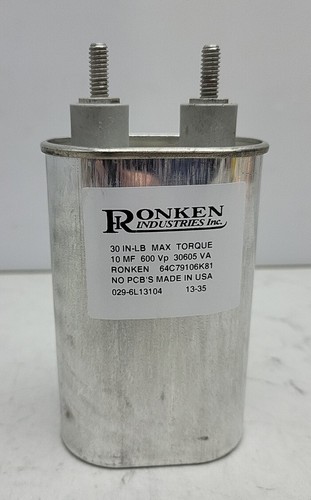 RONKEN
INDUSTRIES Inc.
30 IN-LB MAX TORQUE
10 MF 600 Vp 30605 VA
RONKEN 64C79106K81
NO PCB'S MADE IN USA
029-6L13104 13-35